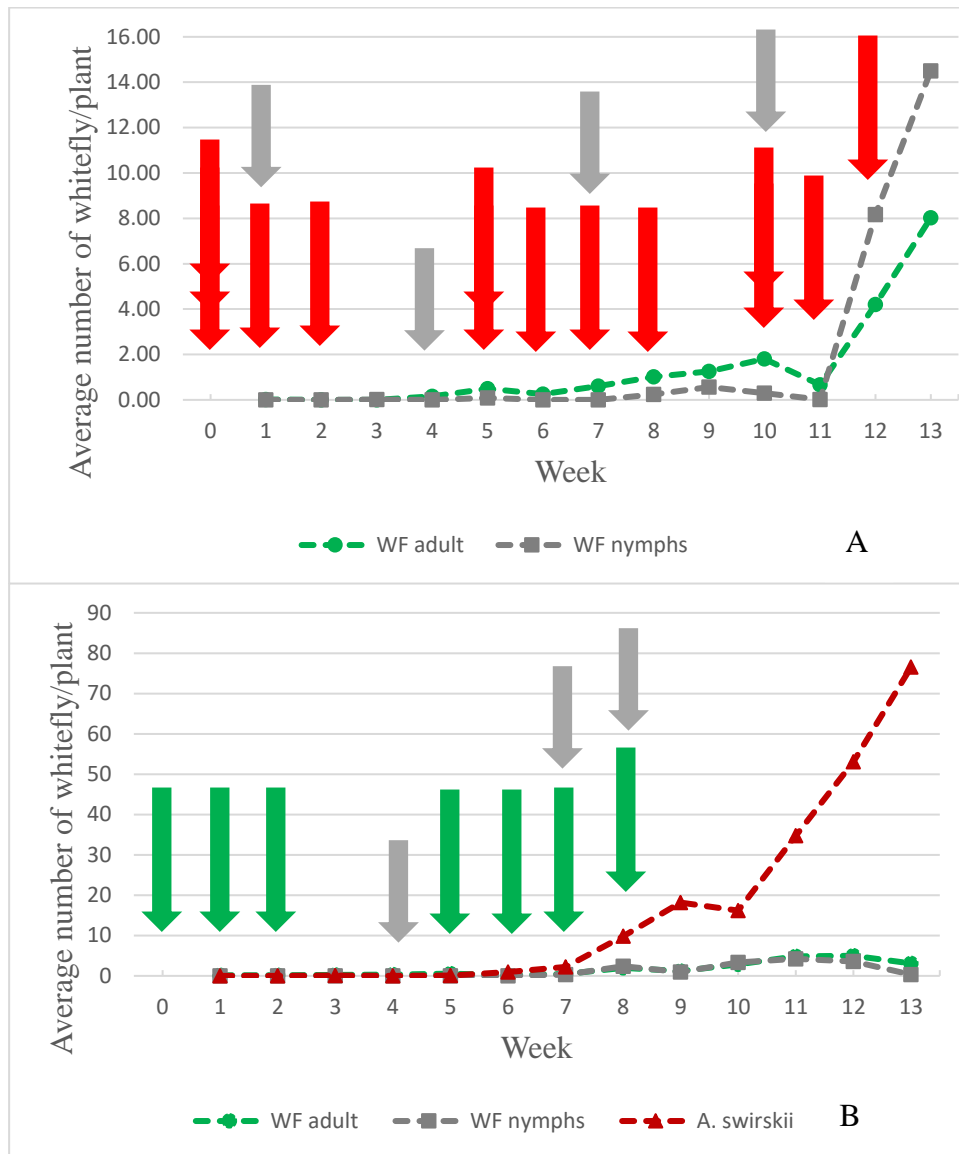 Average number of whitefly/plant
16.00
14.00
12.00
10.00
8.00
6.00
4.00
2.00
0.00
0 1 2 3 4 5 6 7 8 9 10 11 12 13
Week
WF adult WF nymphs A
Average number of whitefly/plant
90
80
70
60
50
40
30
20
10
0
0 1 2 3 4 5 6 7 8 9 10 11 12 13
Week
WF adult WF nymphs A. swirskii B